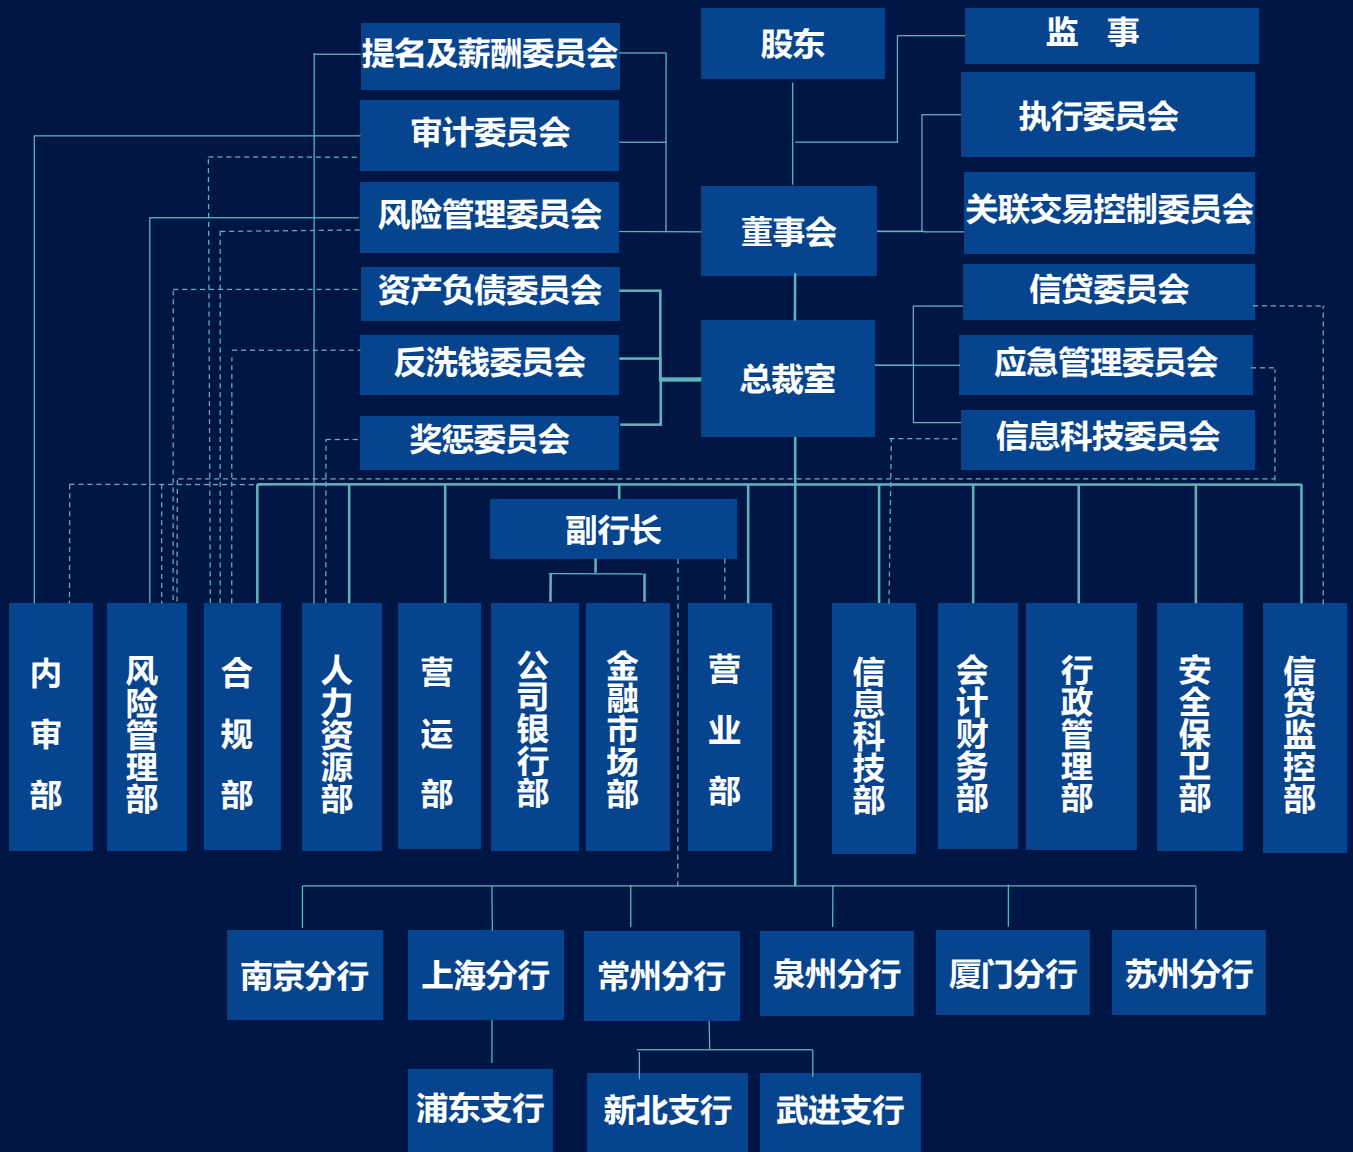 股东
监 事
提名及薪酬委员会
审计委员会
风险管理委员会
资产负债委员会
反洗钱委员会
奖惩委员会
董事会
总裁室
执行委员会
关联交易控制委员会
信贷委员会
应急管理委员会
信息科技委员会
副行长
内审部
风险管理部
合规部
人力资源部
营运部
公司银行部
金融市场部
营业部
信息科技部
会计财务部
行政管理部
安全保卫部
信贷监控部
南京分行
上海分行
常州分行
泉州分行
厦门分行
苏州分行
浦东支行
新北支行
武进支行